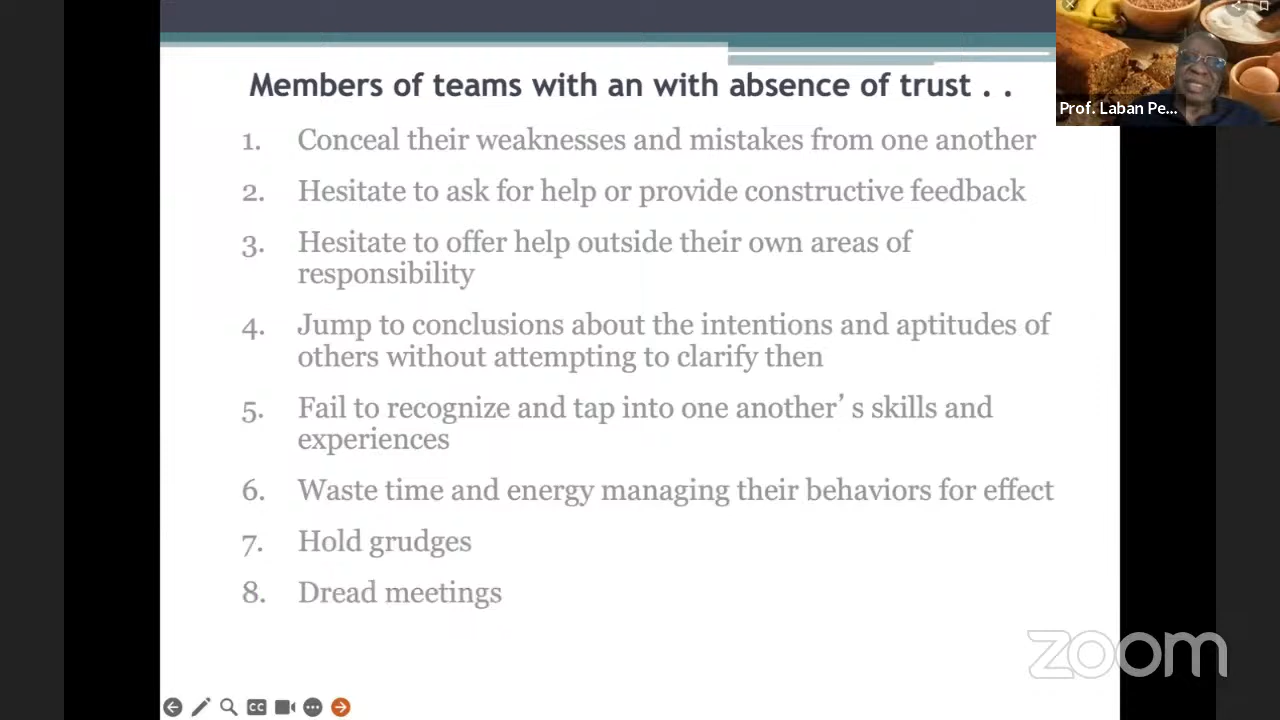 Members of teams with an with absence of trust . .
1. Conceal their weaknesses and mistakes from one another
2. Hesitate to ask for help or provide constructive feedback
3. Hesitate to offer help outside their own areas of
responsibility
4. Jump to conclusions about the intentions and aptitudes of
others without attempting to clarify then
5. Fail to recognize and tap into one another’ s skills and
experiences
6. Waste time and energy managing their behaviors for effect
7. Hold grudges
8. Dread meetings
Prof. Laban Pe...
zoom
CC